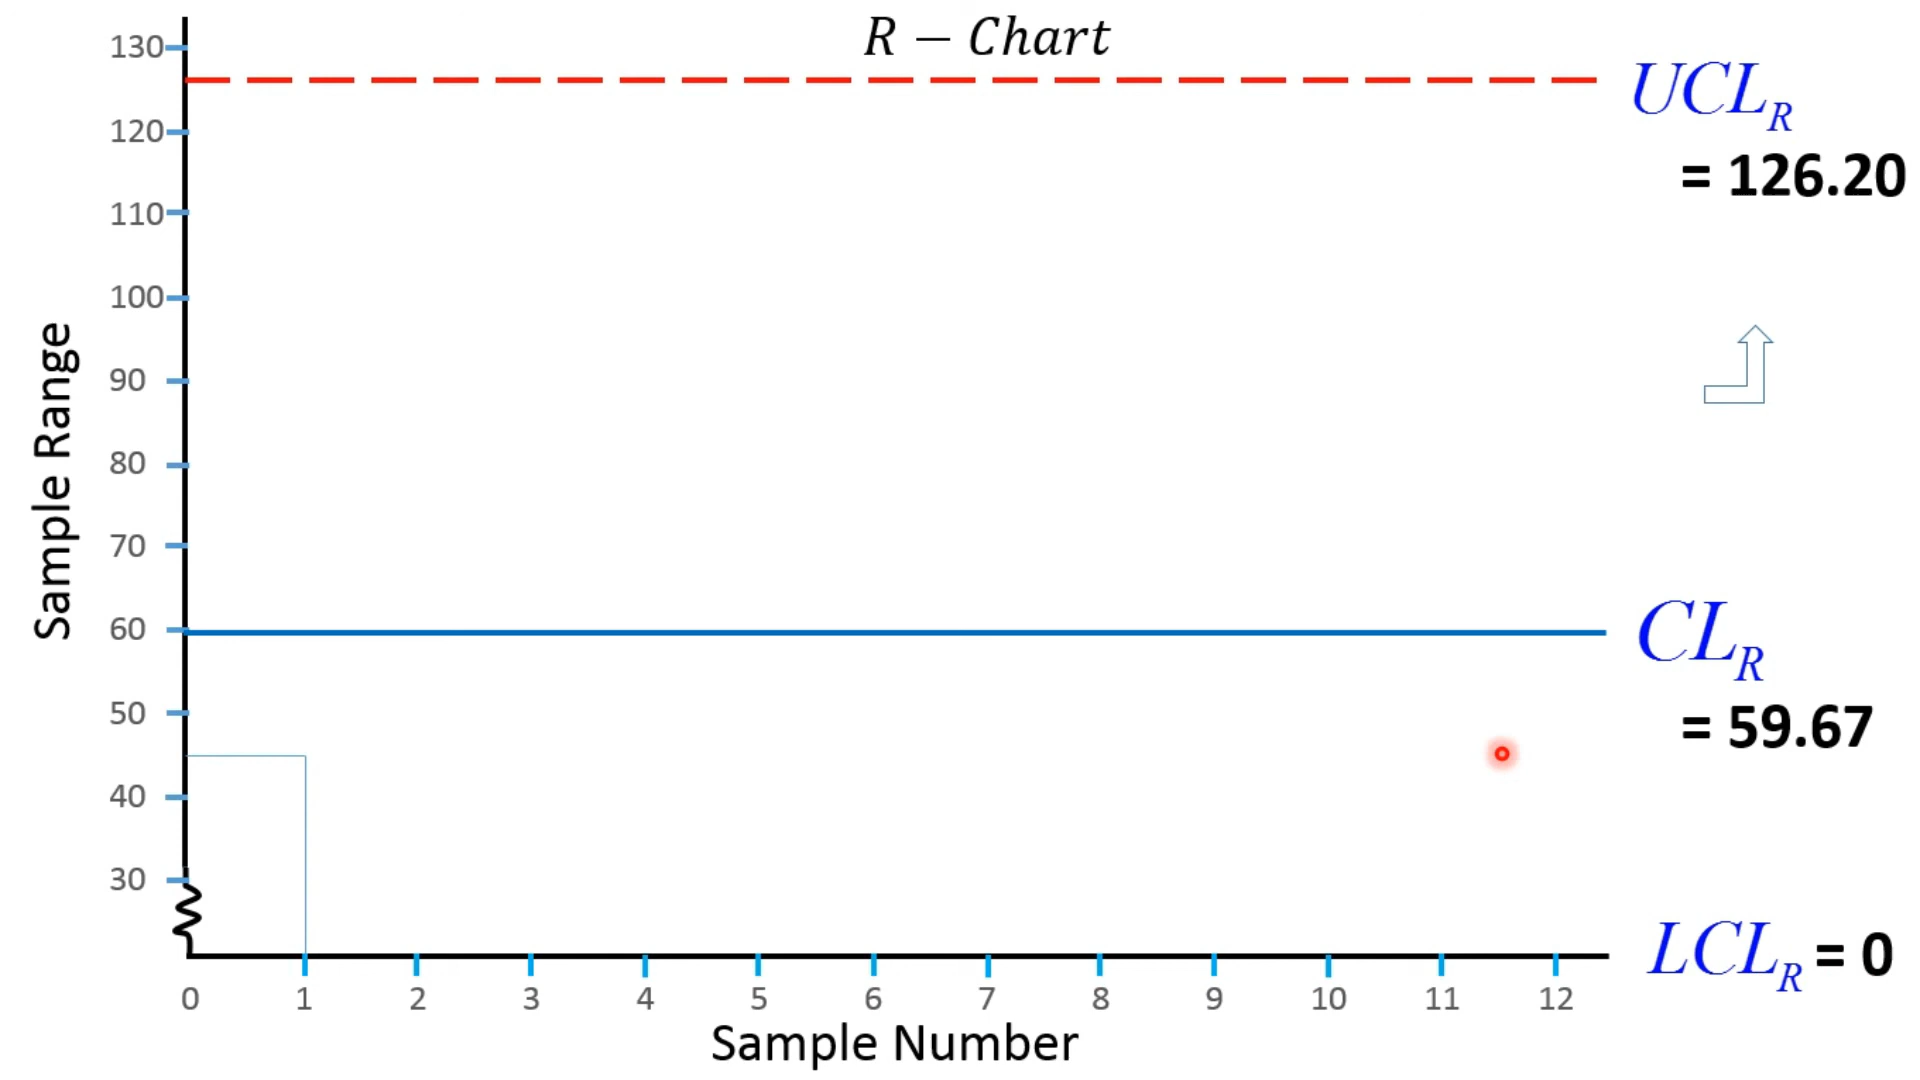 R − Chart
130
120
110
100
90
80
70
60
50
40
30
Sample Range
0 1 2 3 4 5 6 7 8 9 10 11 12
Sample Number
UCL_R
= 126.20
CL_R
= 59.67
LCL_R = 0